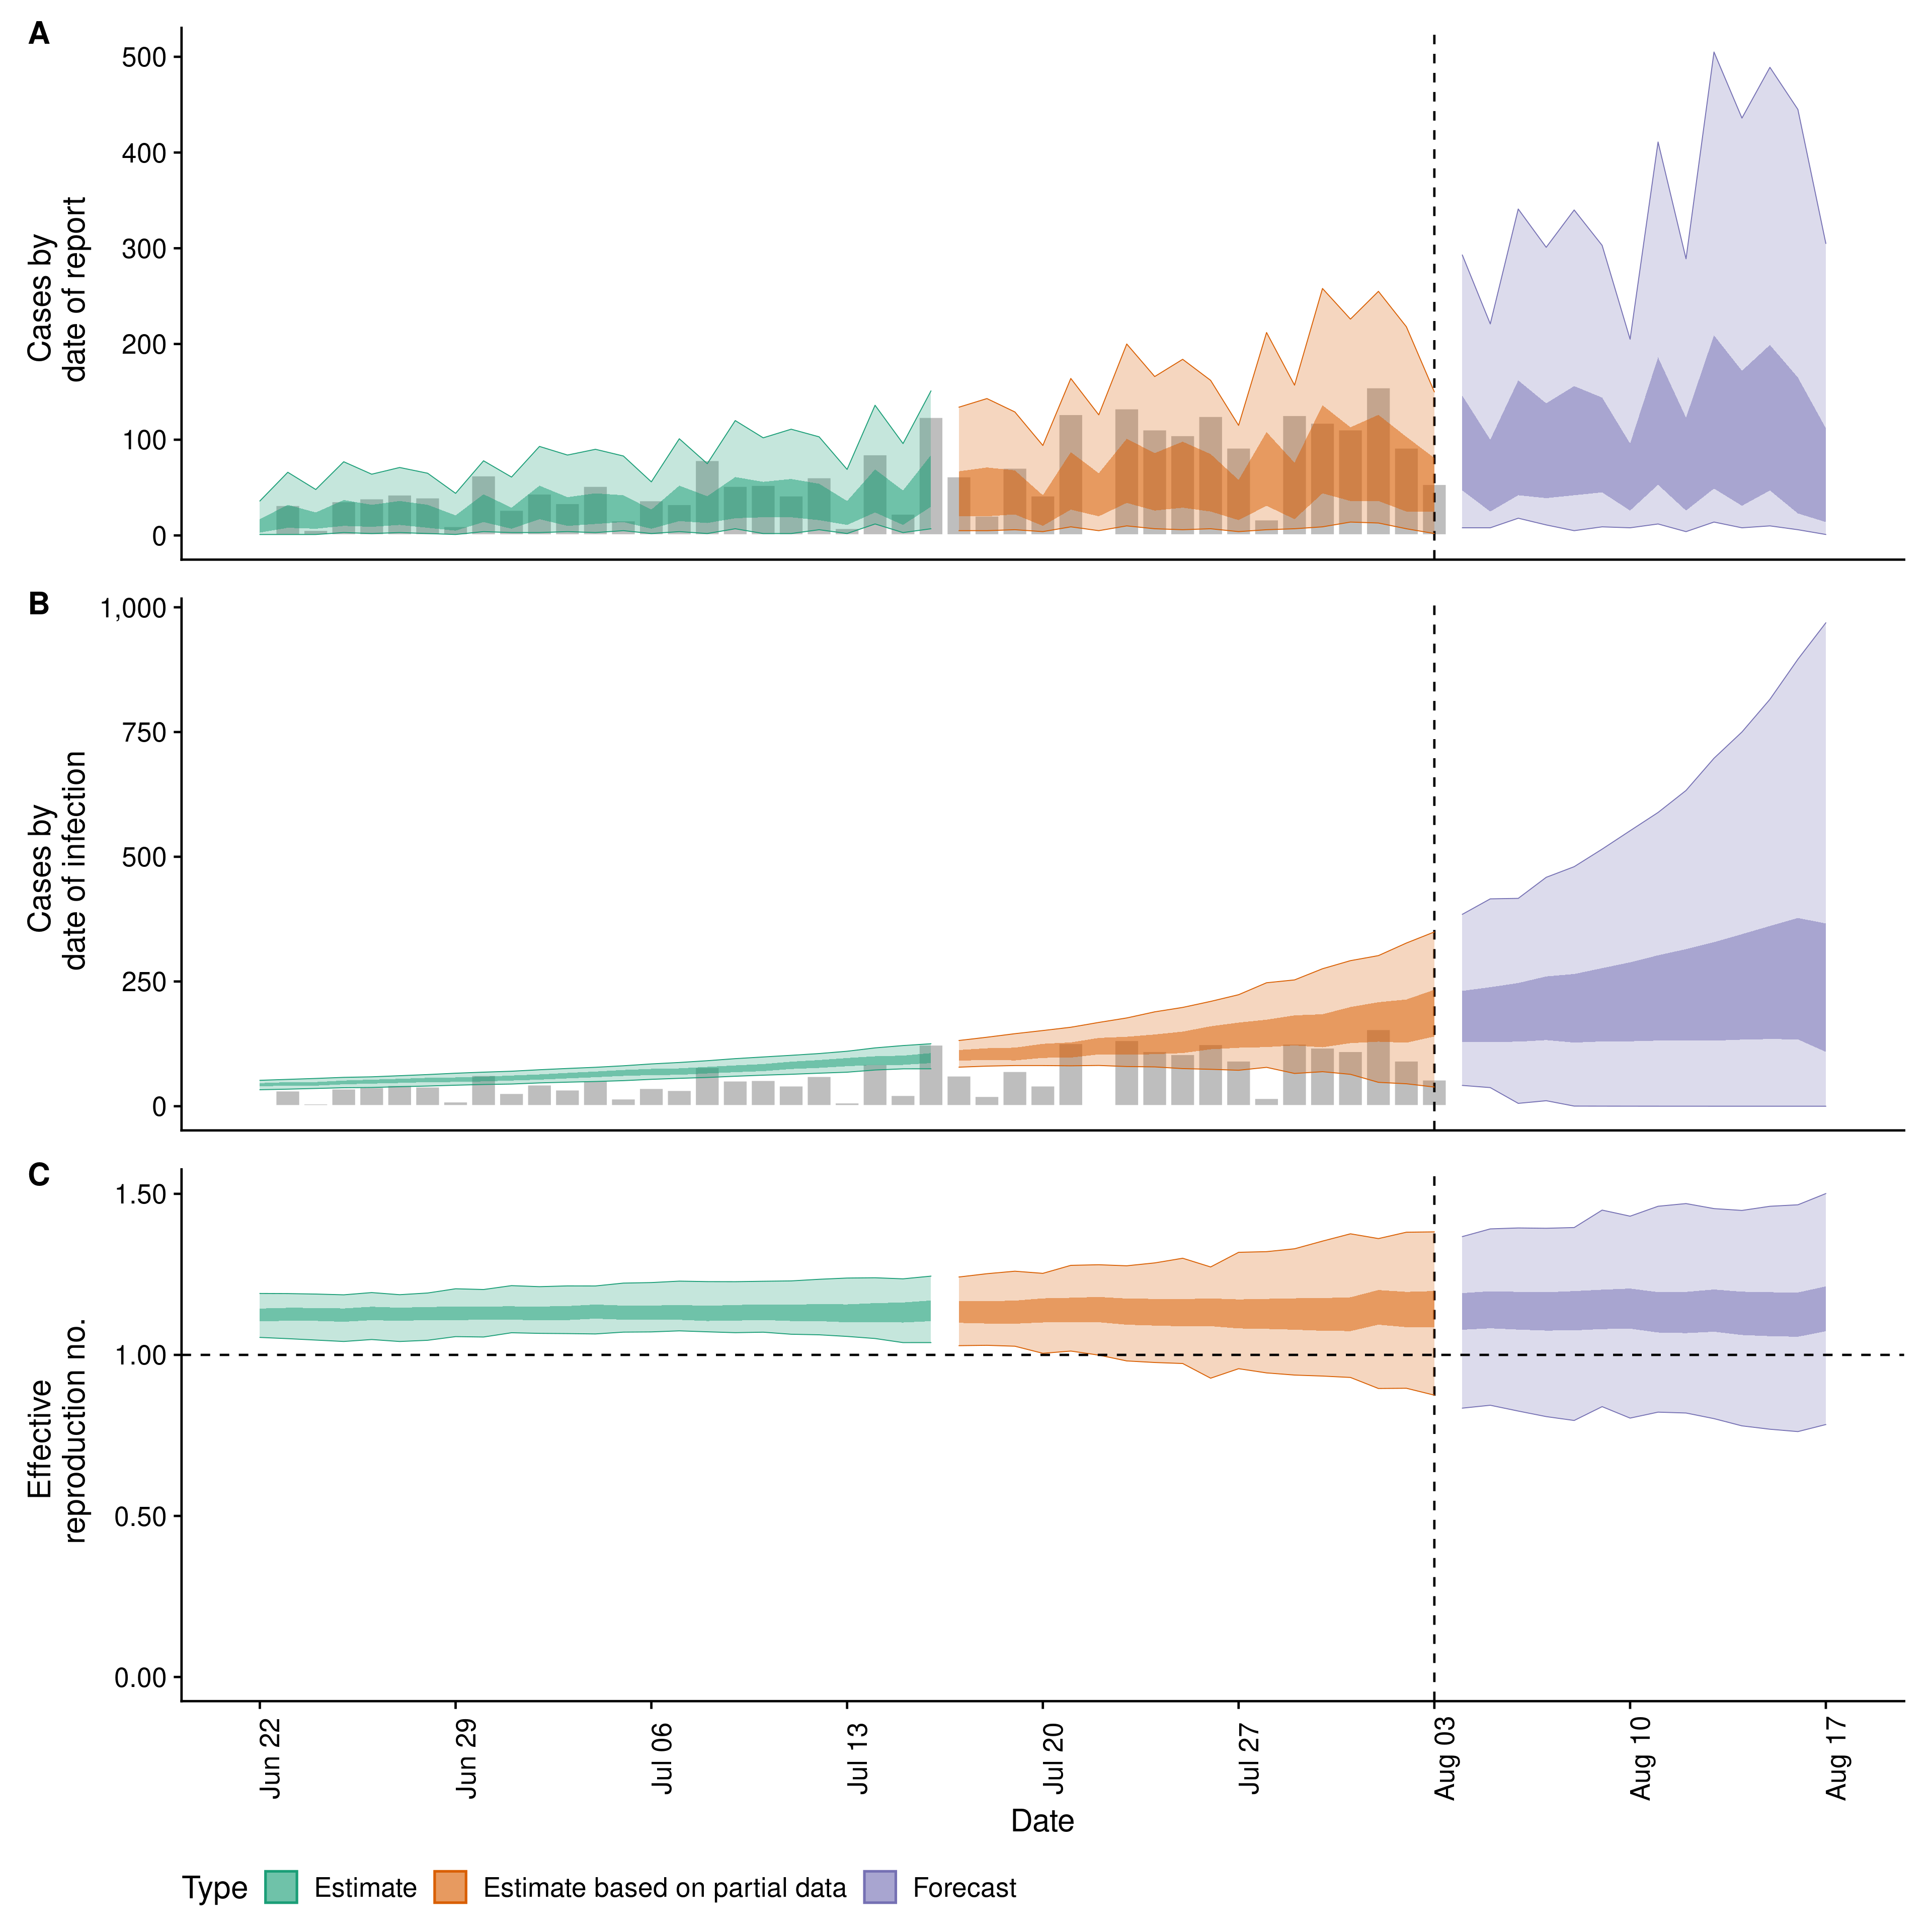 A
Cases by
date of report
500
400
300
200
100
0
B
Cases by
date of infection
1,000
750
500
250
0
C
Effective
reproduction no.
1.50
1.00
0.50
0.00
Jun 22
Jun 29
Jul 06
Jul 13
Jul 20
Jul 27
Aug 03
Aug 10
Aug 17
Date
Type Estimate Estimate based on partial data Forecast